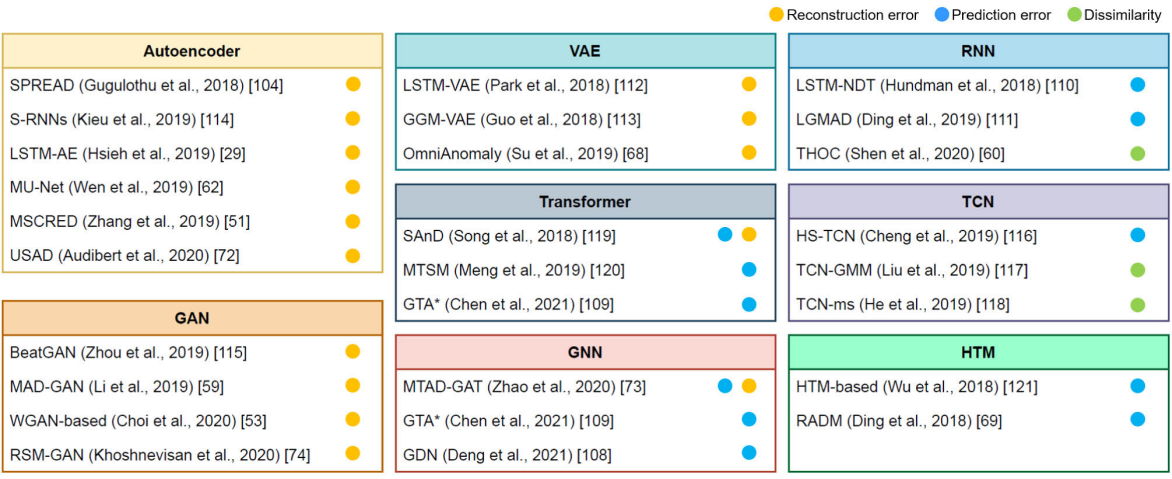 Reconstruction error Prediction error Dissimilarity
Autoencoder
SPREAD (Gugulothu et al., 2018) [104]
S-RNNs (Kieu et al., 2019) [114]
LSTM-AE (Hsieh et al., 2019) [29]
MU-Net (Wen et al., 2019) [62]
MSCRED (Zhang et al., 2019) [51]
USAD (Audibert et al., 2020) [72]
GAN
BeatGAN (Zhou et al., 2019) [115]
MAD-GAN (Li et al., 2019) [59]
WGAN-based (Choi et al., 2020) [53]
RSM-GAN (Khoshnevisan et al., 2020) [74]
VAE
LSTM-VAE (Park et al., 2018) [112]
GGM-VAE (Guo et al., 2018) [113]
OmniAnomaly (Su et al., 2019) [68]
Transformer
SAnD (Song et al., 2018) [119]
MTSM (Meng et al., 2019) [120]
GTA* (Chen et al., 2021) [109]
GNN
MTAD-GAT (Zhao et al., 2020) [73]
GTA* (Chen et al., 2021) [109]
GDN (Deng et al., 2021) [108]
RNN
LSTM-NDT (Hundman et al., 2018) [110]
LGMAD (Ding et al., 2019) [111]
THOC (Shen et al., 2020) [60]
TCN
HS-TCN (Cheng et al., 2019) [116]
TCN-GMM (Liu et al., 2019) [117]
TCN-ms (He et al., 2019) [118]
HTM
HTM-based (Wu et al., 2018) [121]
RADM (Ding et al., 2018) [69]